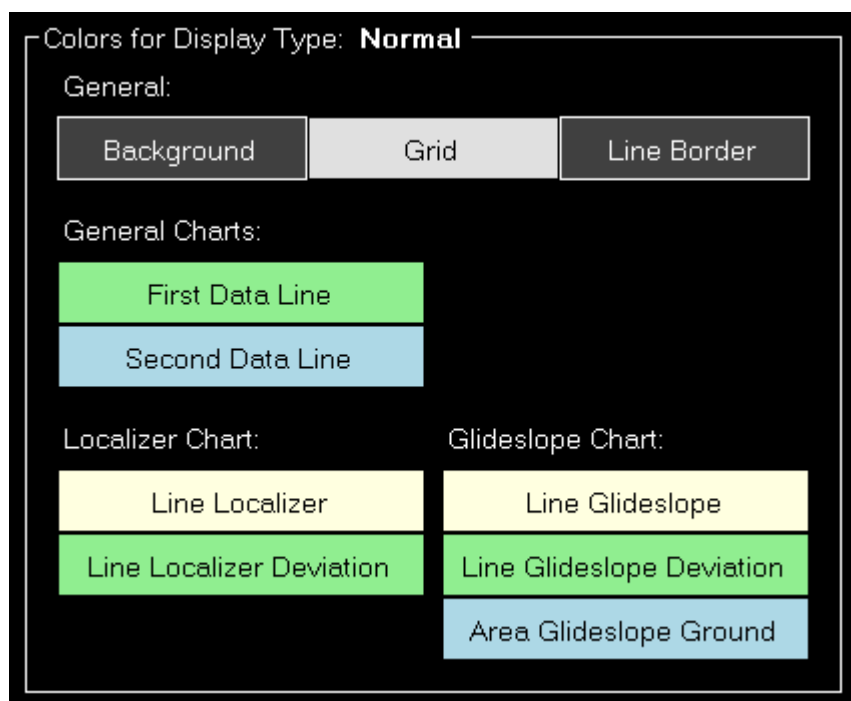 Colors for Display Type: Normal
General:
Background
Grid
Line Border
General Charts:
First Data Line
Second Data Line
Localizer Chart:
Line Localizer
Line Localizer Deviation
Glideslope Chart:
Line Glideslope
Line Glideslope Deviation
Area Glideslope Ground